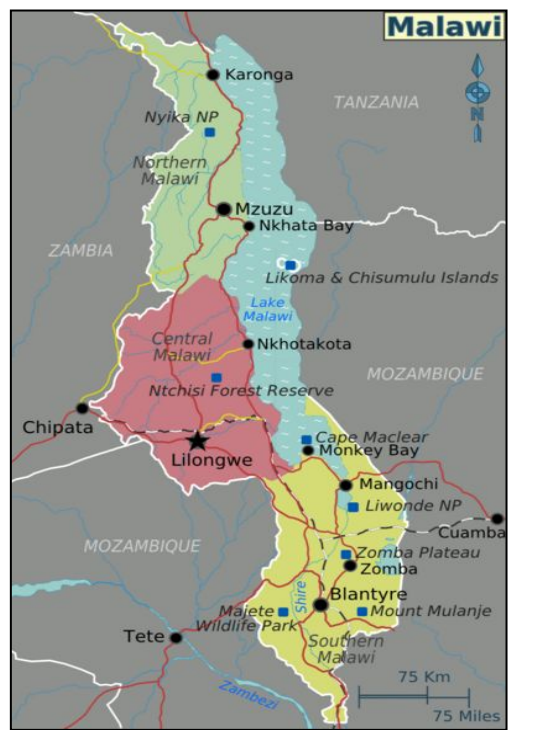 Malawi
Karonga
TANZANIA
Nyika NP
N
Northern
Malawi
Mzuzu
Nkhata Bay
ZAMBIA
Likoma & Chisumulu Islands
Lake
Malawi
Central
Malawi
Nkhotakota
MOZAMBIQUE
Ntchisi Forest Reserve
Chipata
Cape Maclear
Monkey Bay
Lilongwe
Mangochi
Liwonde NP
Cuamba
MOZAMBIQUE
Zomba Plateau
Zomba
Shire
Blantyre
Majete
Wildlife Park
Mount Mulanje
Tete
Southern
Malawi
75 Km
Zambezi
75 Miles